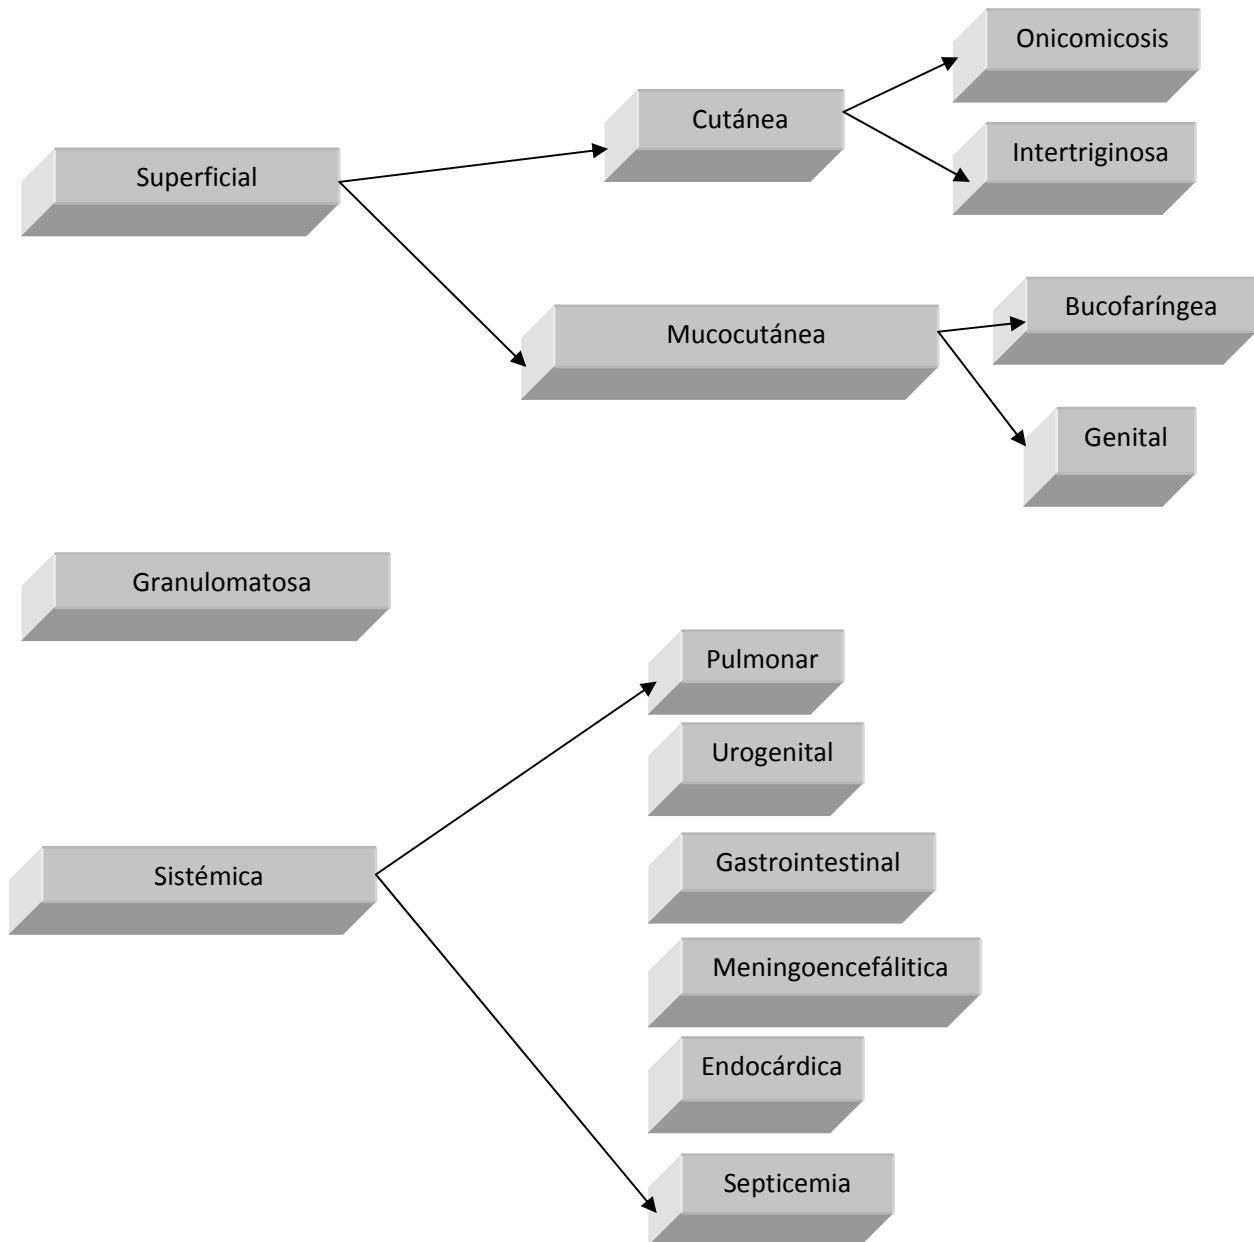 Onicomicosis
Cutánea
Intertriginosa
Superficial
Bucofaríngea
Mucocutánea
Genital
Granulomatosa
Pulmonar
Urogenital
Gastrointestinal
Sistémica
Meningoencefálitica
Endocárdica
Septicemia